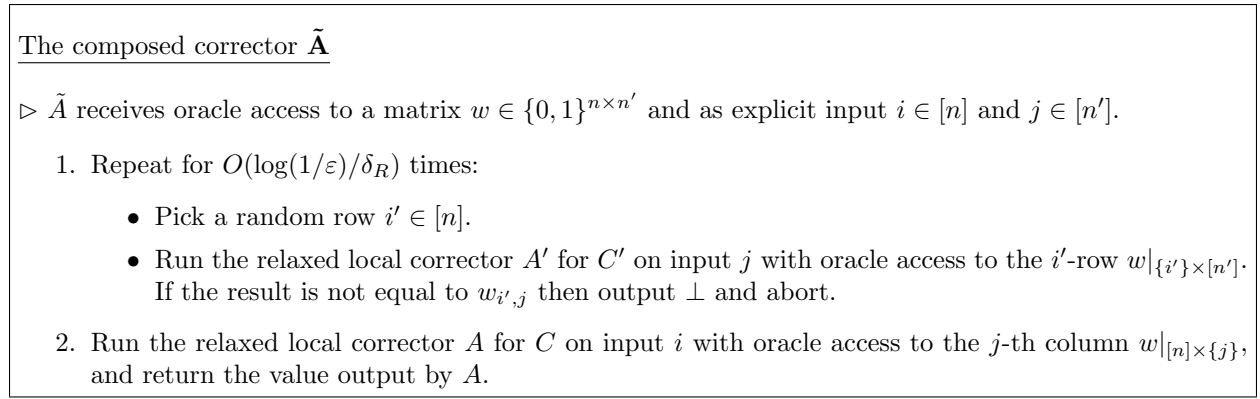 The composed corrector Ã
▷ Ã receives oracle access to a matrix w ∈ {0, 1}^{n×n′} and as explicit input i ∈ [n] and j ∈ [n′].
1. Repeat for O(log(1/ε)/δ_R) times:
• Pick a random row i′ ∈ [n].
• Run the relaxed local corrector A′ for C′ on input j with oracle access to the i′-row w|_{{i′}×[n′]}.
If the result is not equal to w_{i′,j} then output ⊥ and abort.
2. Run the relaxed local corrector A for C on input i with oracle access to the j-th column w|_{[n]×{j}},
and return the value output by A.